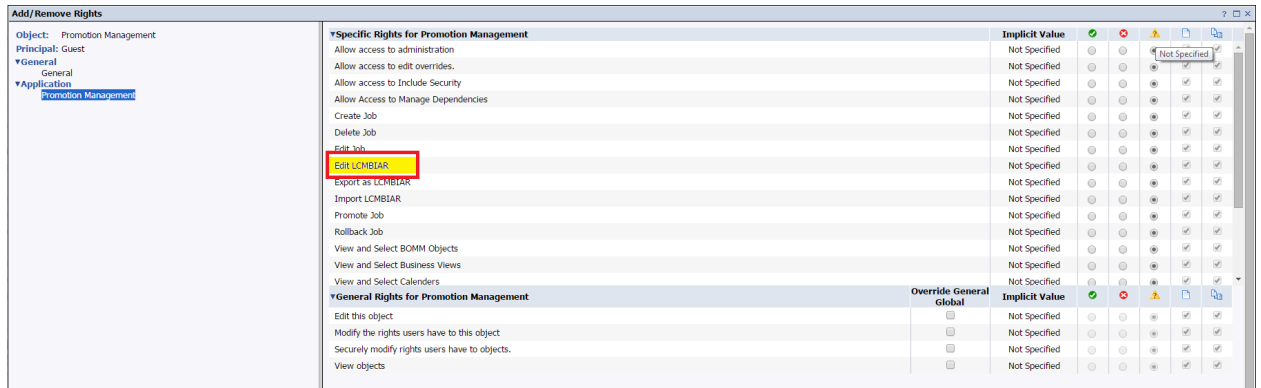 Add/Remove Rights
Object: Promotion Management
Principal: Guest
General
General
Application
Promotion Management
Specific Rights for Promotion Management Implicit Value
Allow access to administration Not Specified
Not Specified
Allow access to edit overrides. Not Specified
Allow access to Include Security Not Specified
Allow Access to Manage Dependencies Not Specified
Create Job Not Specified
Delete Job Not Specified
Edit Job Not Specified
Edit LCMBIAR Not Specified
Export as LCMBIAR Not Specified
Import LCMBIAR Not Specified
Promote Job Not Specified
Rollback Job Not Specified
View and Select BOMM Objects Not Specified
View and Select Business Views Not Specified
View and Select Calenders Not Specified
General Rights for Promotion Management Override General Global Implicit Value
Edit this object Not Specified
Modify the rights users have to this object Not Specified
Securely modify rights users have to objects. Not Specified
View objects Not Specified